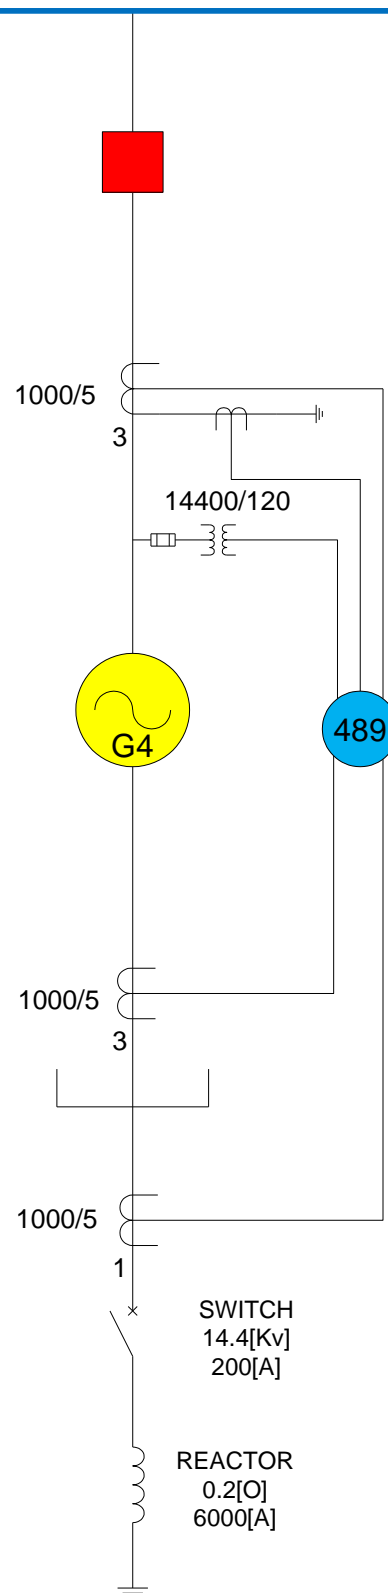 1000/5
3
14400/120
G4
489
1000/5
3
1000/5
1
SWITCH
14.4[Kv]
200[A]
REACTOR
0.2[O]
6000[A]